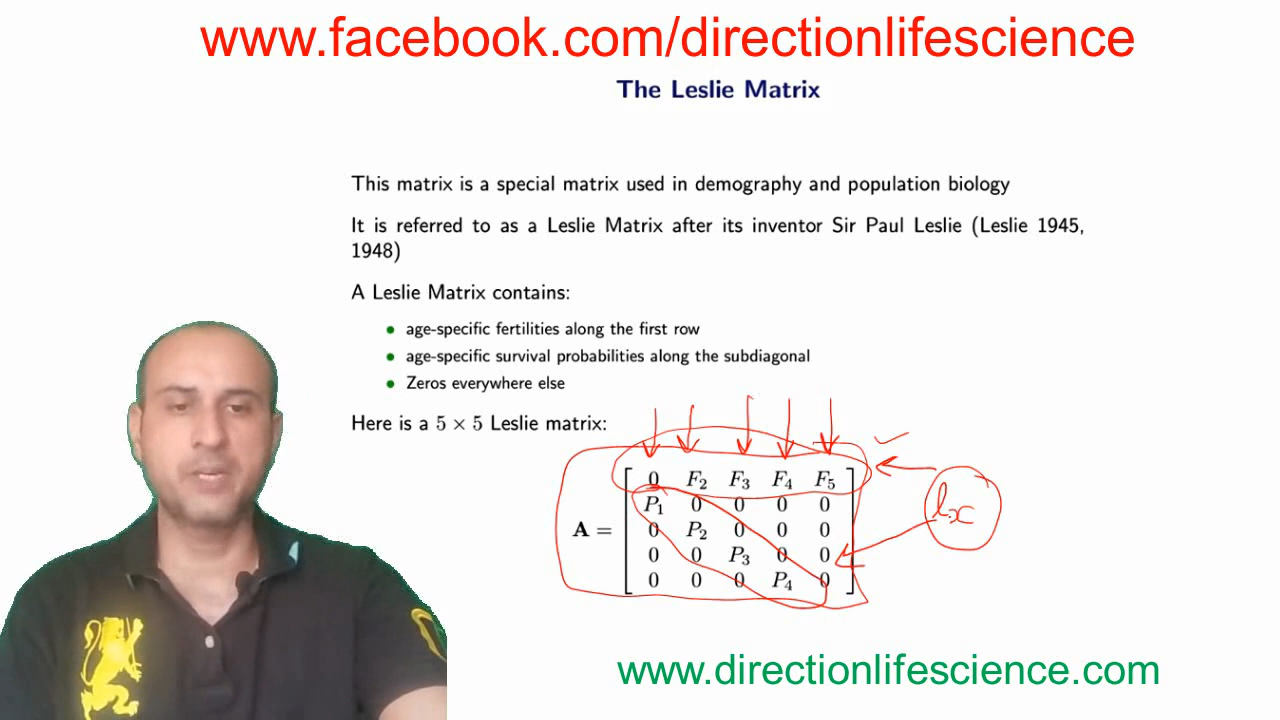 www.facebook.com/directionlifescience
The Leslie Matrix
This matrix is a special matrix used in demography and population biology
It is referred to as a Leslie Matrix after its inventor Sir Paul Leslie (Leslie 1945,
1948)
A Leslie Matrix contains:
• age-specific fertilities along the first row
• age-specific survival probabilities along the subdiagonal
• Zeros everywhere else
Here is a 5 × 5 Leslie matrix:
0 F₂ F₃ F₄ F₅
P₁ 0 0 0 0
A = 0 P₂ 0 0 0
0 0 P₃ 0 0
0 0 0 P₄ 0
lx
www.directionlifescience.com